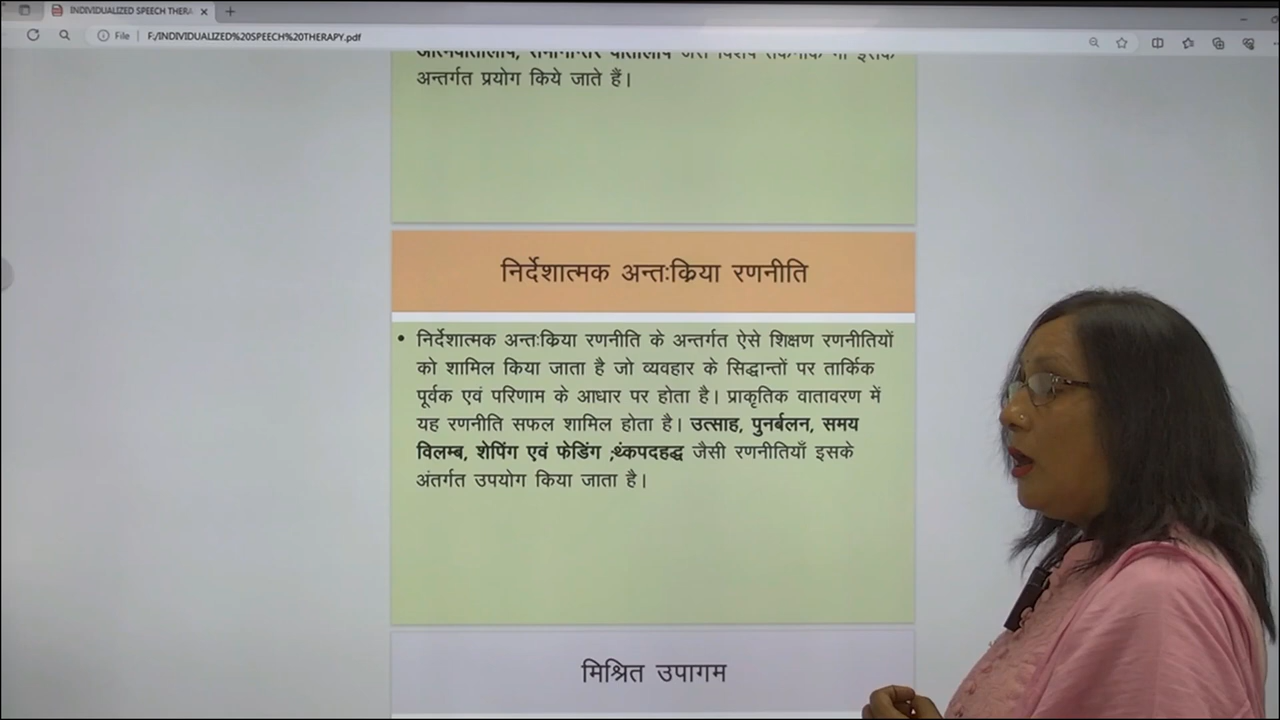 INDIVIDUALIZED SPEECH THERA
File
F:/INDIVIDUALIZED%20SPEECH%20THERAPY.pdf
अन्तर्गत प्रयोग किये जाते हैं।
निर्देशात्मक अन्तःक्रिया रणनीति
• निर्देशात्मक अन्तःक्रिया रणनीति के अन्तर्गत ऐसे शिक्षण रणनीतियों
को शामिल किया जाता है जो व्यवहार के सिद्धान्तों पर तार्किक
पूर्वक एवं परिणाम के आधार पर होता है। प्राकृतिक वातावरण में
यह रणनीति सफल शामिल होता है। उत्साह, पुनर्बलन, समय
विलम्ब, शेपिंग एवं फेडिंग ;थ्ंकपदहद्ध जैसी रणनीतियाँ इसके
अंतर्गत उपयोग किया जाता है।
मिश्रित उपागम